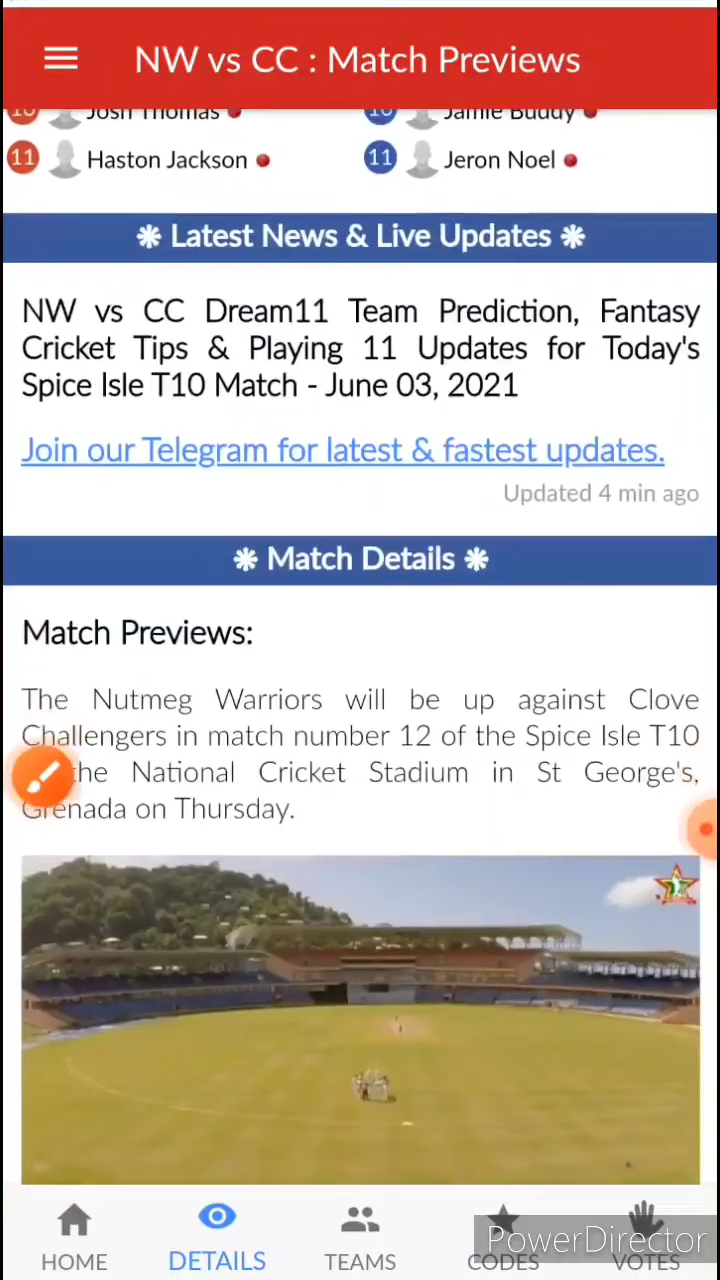 NW vs CC : Match Previews
10 Josh Thomas 10 Jamie Buddy
11 Haston Jackson 11 Jeron Noel
❋ Latest News & Live Updates ❋
NW vs CC Dream11 Team Prediction, Fantasy
Cricket Tips & Playing 11 Updates for Today's
Spice Isle T10 Match - June 03, 2021
Join our Telegram for latest & fastest updates.
Updated 4 min ago
❋ Match Details ❋
Match Previews:
The Nutmeg Warriors will be up against Clove
Challengers in match number 12 of the Spice Isle T10
the National Cricket Stadium in St George's,
Grenada on Thursday.
HOME DETAILS TEAMS CODES VOTES
PowerDirector